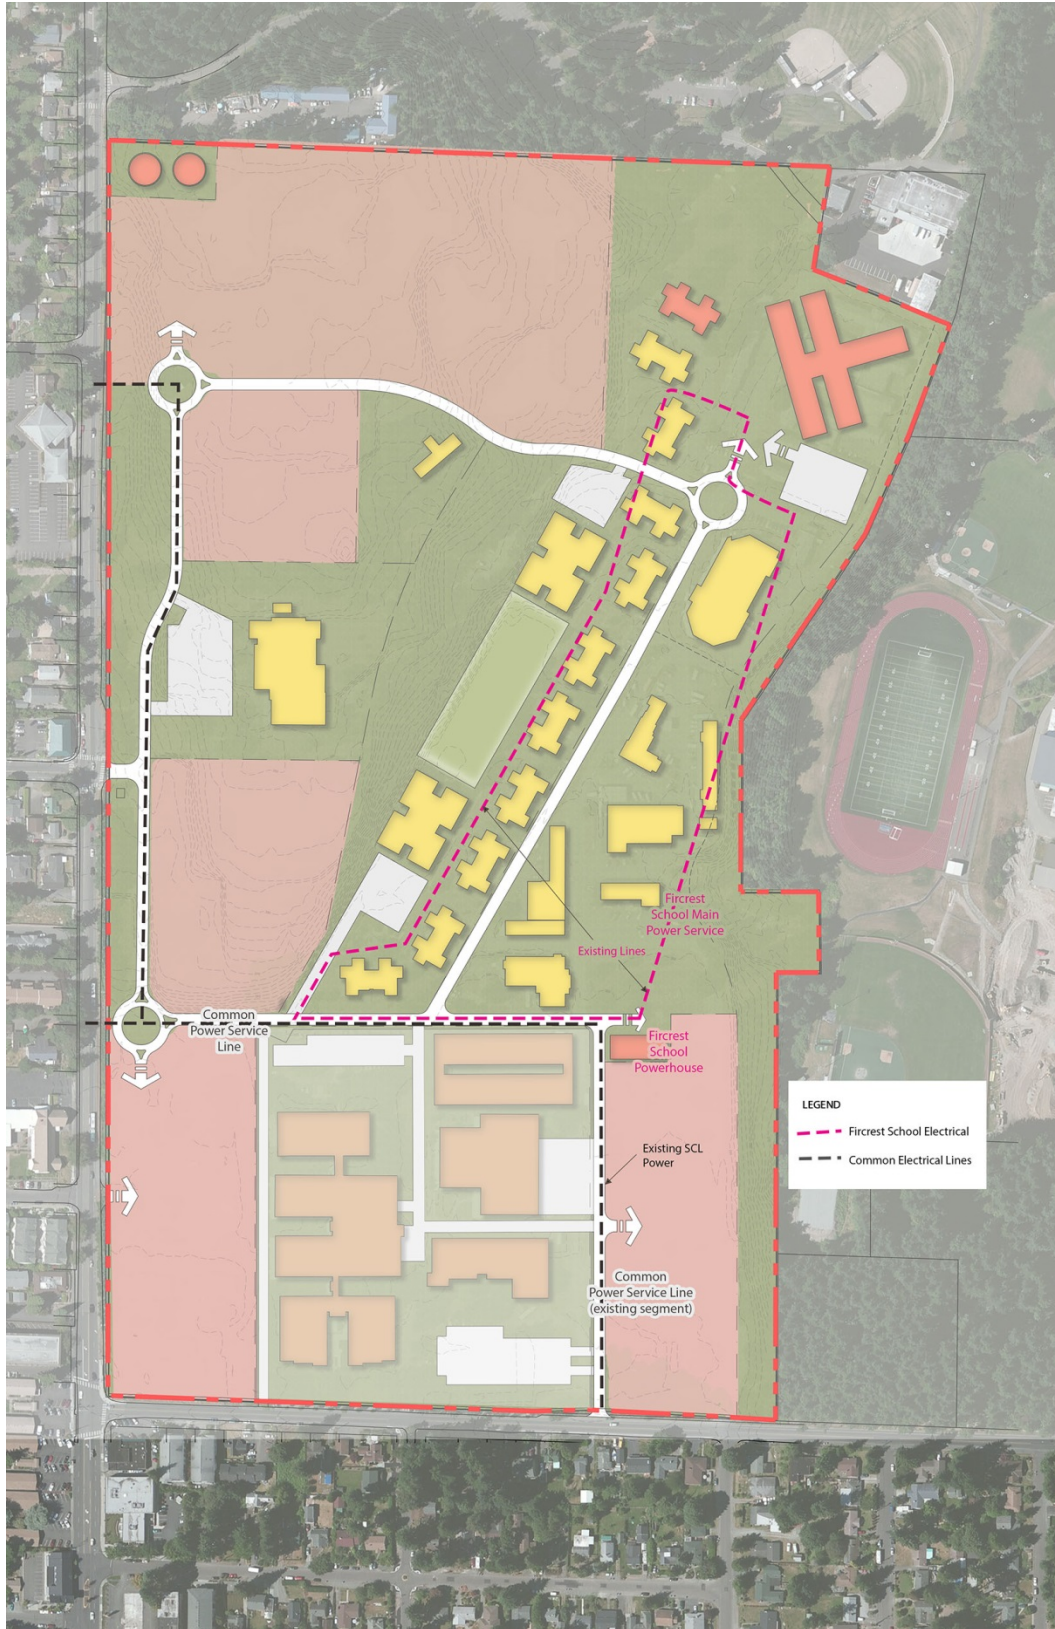 Fircrest
School Main
Power Service
Existing Lines
Common
Power Service
Line
Fircrest
School
Powerhouse
LEGEND
Fircrest School Electrical
Common Electrical Lines
Existing SCL
Power
Common
Power Service Line
(existing segment)